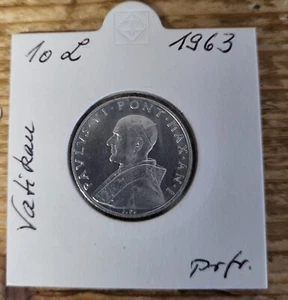 10 L 1963
PAVLVS·VI·PONT·MAX·AN·I
Vatikan
prfr.